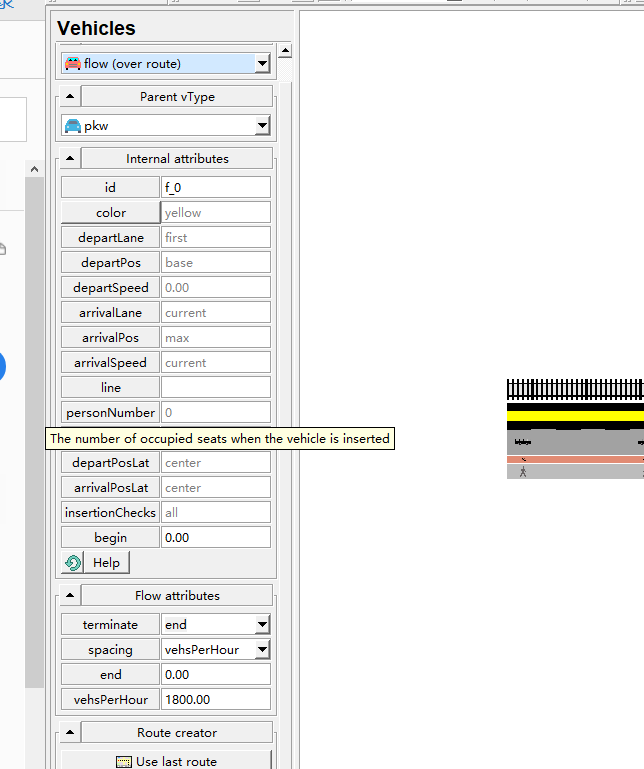 Vehicles
flow (over route)
Parent vType
pkw
Internal attributes
id f_0
color yellow
departLane first
departPos base
departSpeed 0.00
arrivalLane current
arrivalPos max
arrivalSpeed current
line
personNumber 0
The number of occupied seats when the vehicle is inserted
departPosLat center
arrivalPosLat center
insertionChecks all
begin 0.00
Help
Flow attributes
terminate end
spacing vehsPerHour
end 0.00
vehsPerHour 1800.00
Route creator
Use last route